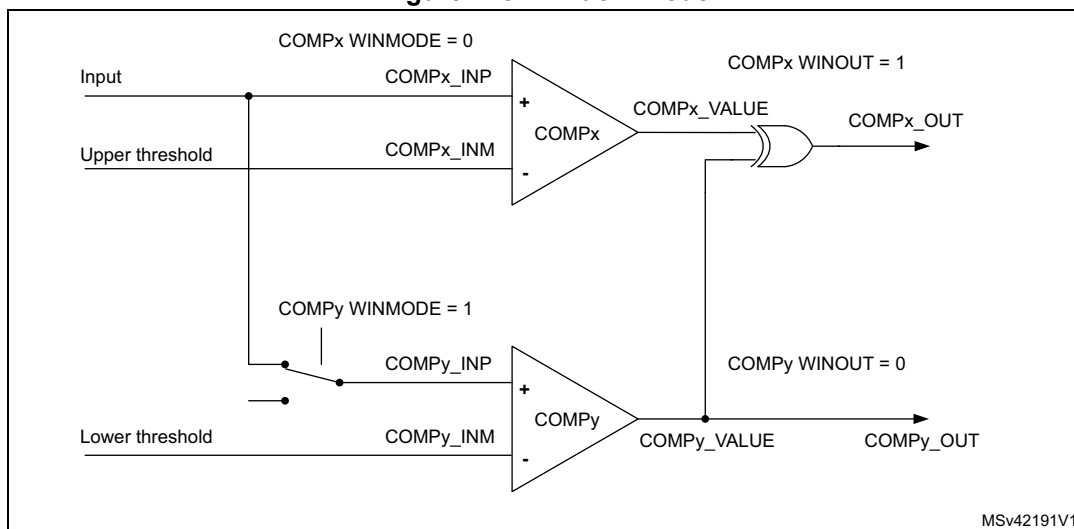 COMPx WINMODE = 0
Input
COMPx_INP
COMPx WINOUT = 1
+
COMPx
COMPx_VALUE
COMPx_OUT
Upper threshold
COMPx_INM
-
COMPy WINMODE = 1
COMPy_INP
COMPy WINOUT = 0
+
COMPy
Lower threshold
COMPy_INM
-
COMPy_VALUE
COMPy_OUT
MSv42191V1